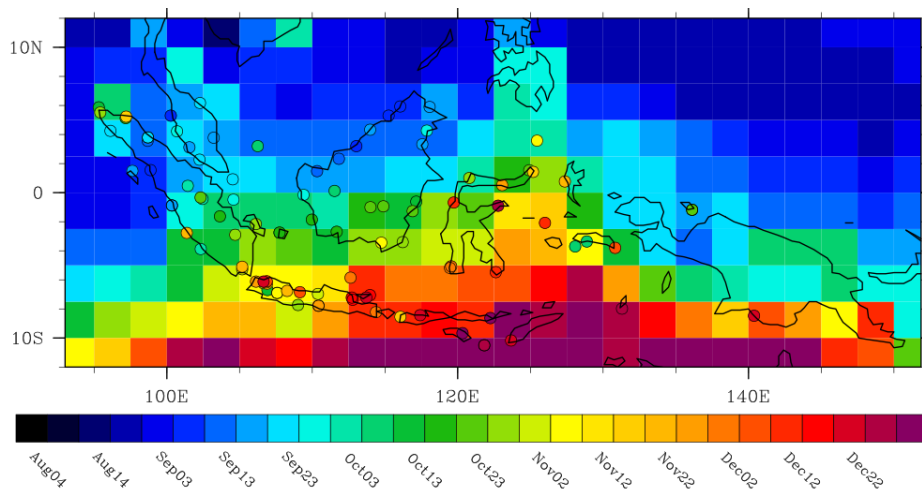 10N
0
10S
100E 120E 140E
Aug04 Aug14 Sep03 Sep13 Sep23 Oct03 Oct13 Oct23 Nov02 Nov12 Nov22 Dec02 Dec12 Dec22